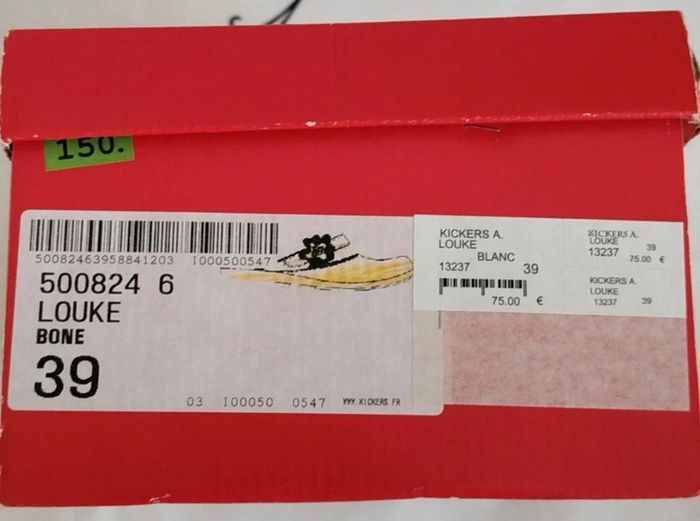 150.
50082463958841203 I000500547
500824 6
LOUKE
BONE
39
03 I00050 0547 WWW KICKERS FR
KICKERS A.
LOUKE
BLANC
13237 39
75.00 €
KICKERS A.
LOUKE 39
13237 75.00 €
KICKERS A.
LOUKE
13237 39